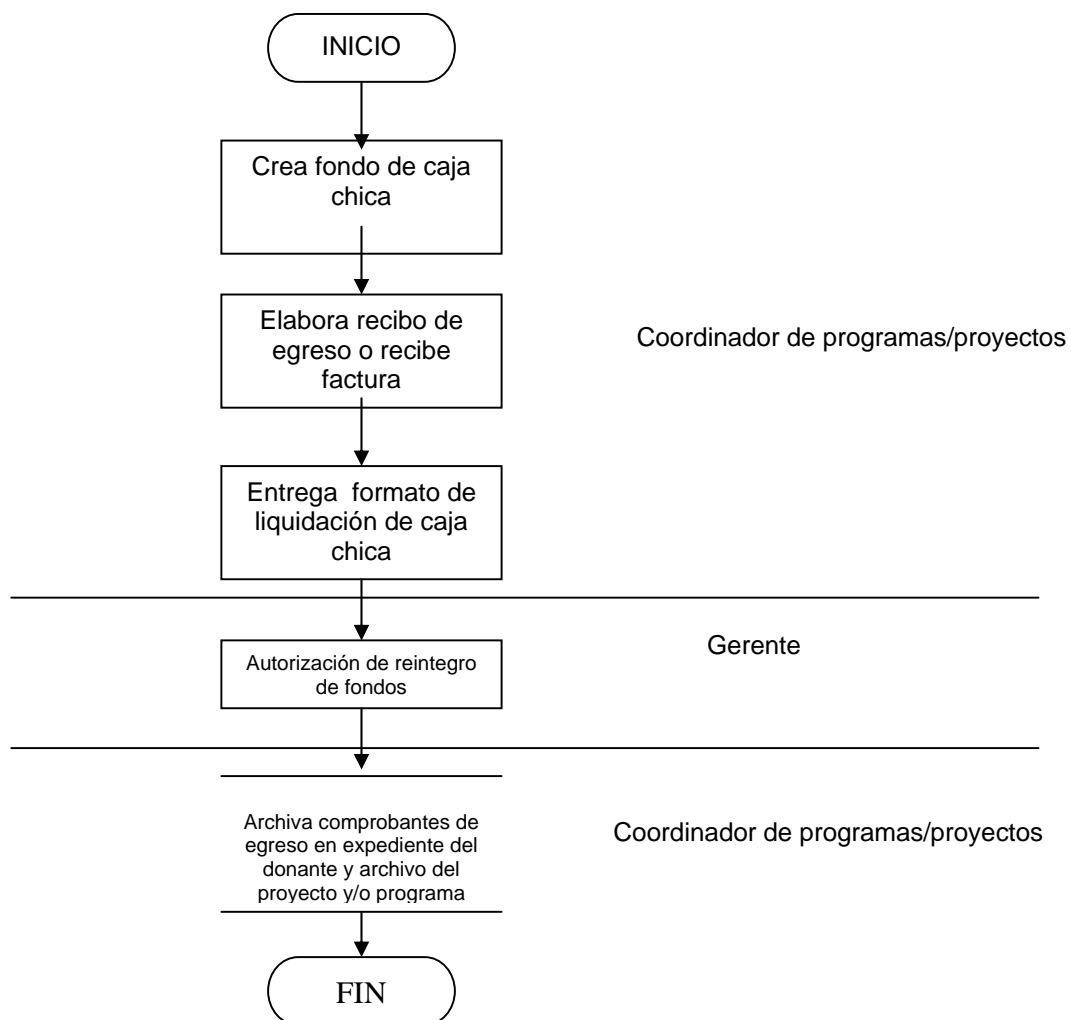 INICIO
Crea fondo de caja
chica
Elabora recibo de
egreso o recibe
factura
Coordinador de programas/proyectos
Entrega formato de
liquidación de caja
chica
Gerente
Autorización de reintegro
de fondos
Archiva comprobantes de
egreso en expediente del
donante y archivo del
proyecto y/o programa
Coordinador de programas/proyectos
FIN